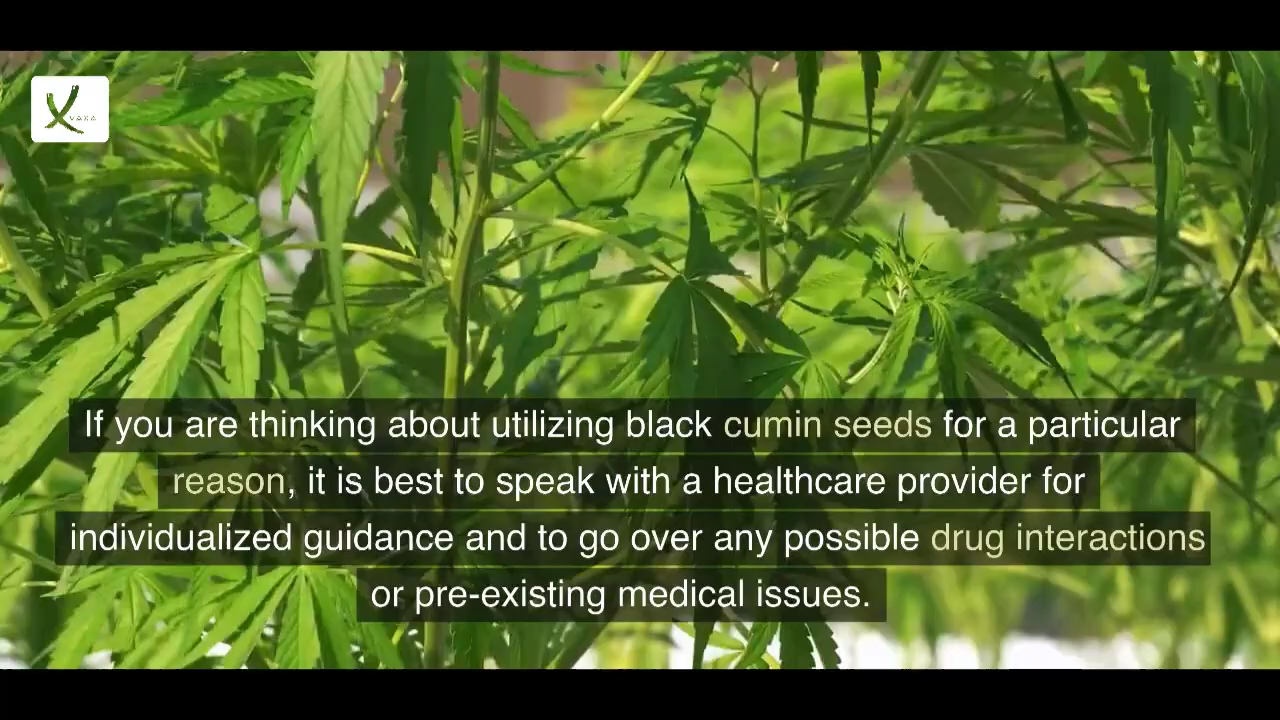 VAXA
If you are thinking about utilizing black cumin seeds for a particular
reason, it is best to speak with a healthcare provider for
individualized guidance and to go over any possible drug interactions
or pre-existing medical issues.